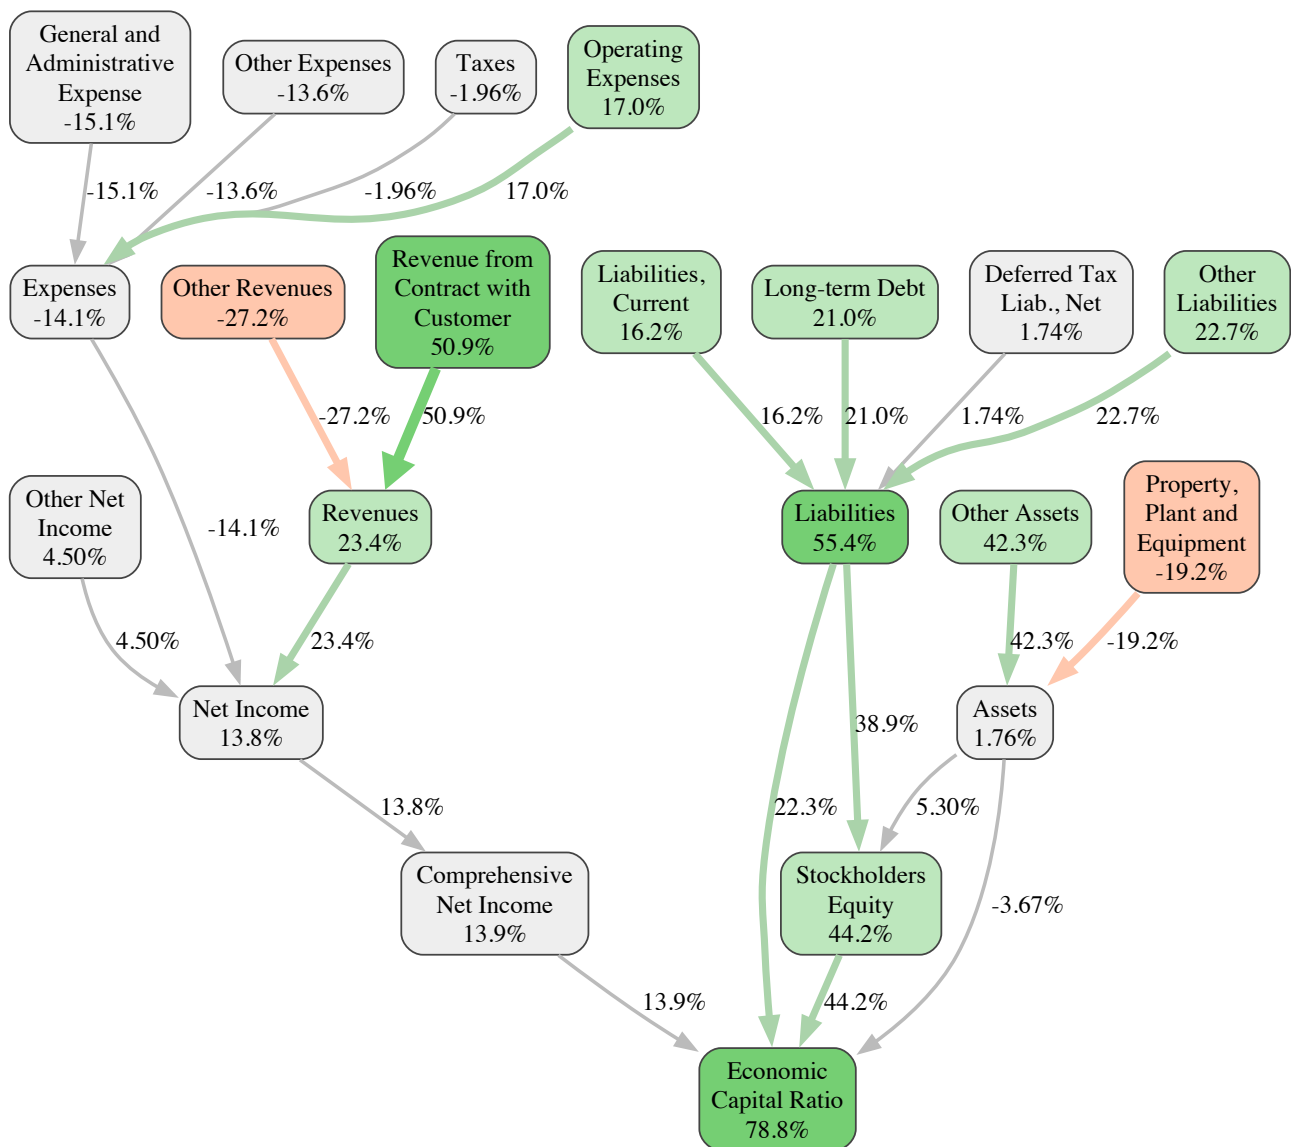 General and
Administrative
Expense
-15.1%
Other Expenses
-13.6%
Taxes
-1.96%
Operating
Expenses
17.0%
-15.1%
-13.6%
-1.96%
17.0%
Expenses
-14.1%
Other Revenues
-27.2%
Revenue from
Contract with
Customer
50.9%
Liabilities,
Current
16.2%
Long-term Debt
21.0%
Deferred Tax
Liab., Net
1.74%
Other
Liabilities
22.7%
-27.2%
50.9%
16.2%
21.0%
1.74%
22.7%
Other Net
Income
4.50%
-14.1%
Revenues
23.4%
Liabilities
55.4%
Other Assets
42.3%
Property,
Plant and
Equipment
-19.2%
4.50%
23.4%
42.3%
-19.2%
Net Income
13.8%
38.9%
Assets
1.76%
13.8%
22.3%
5.30%
Comprehensive
Net Income
13.9%
Stockholders
Equity
44.2%
-3.67%
13.9%
44.2%
Economic
Capital Ratio
78.8%